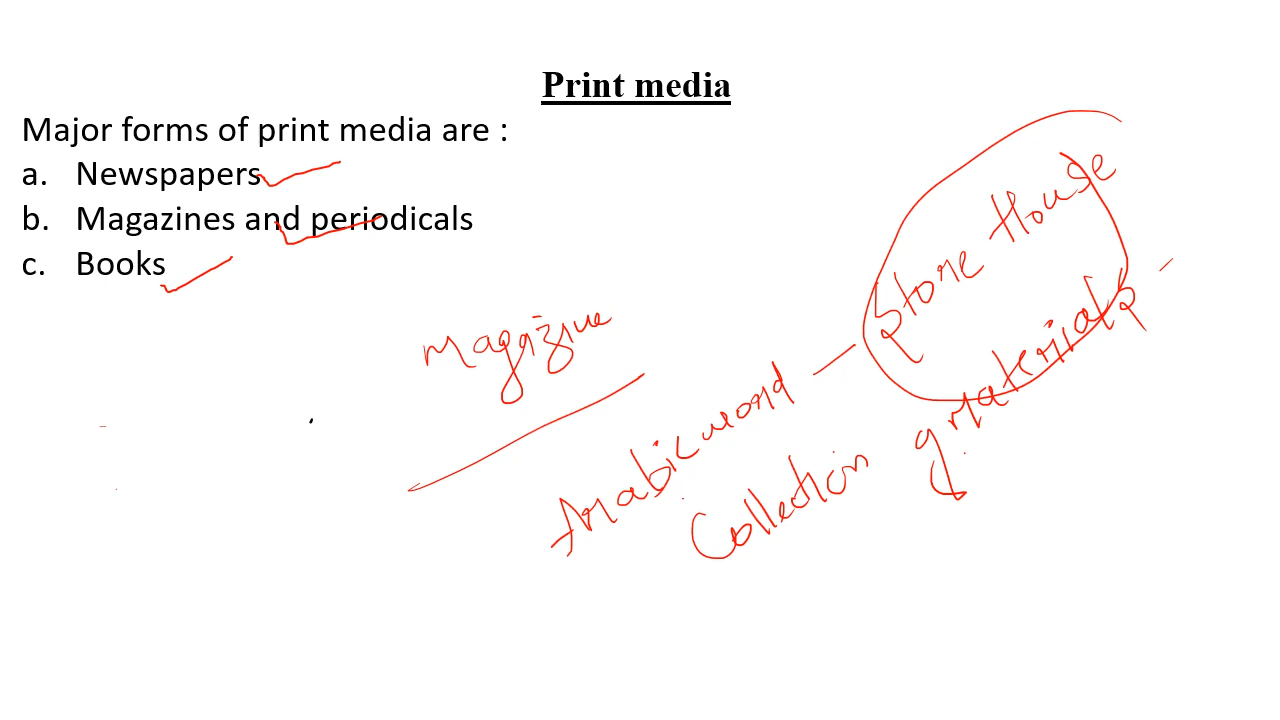 Print media
Major forms of print media are :
a. Newspapers
b. Magazines and periodicals
c. Books
Magazine
Arabic word — Store House
Collection of Materials